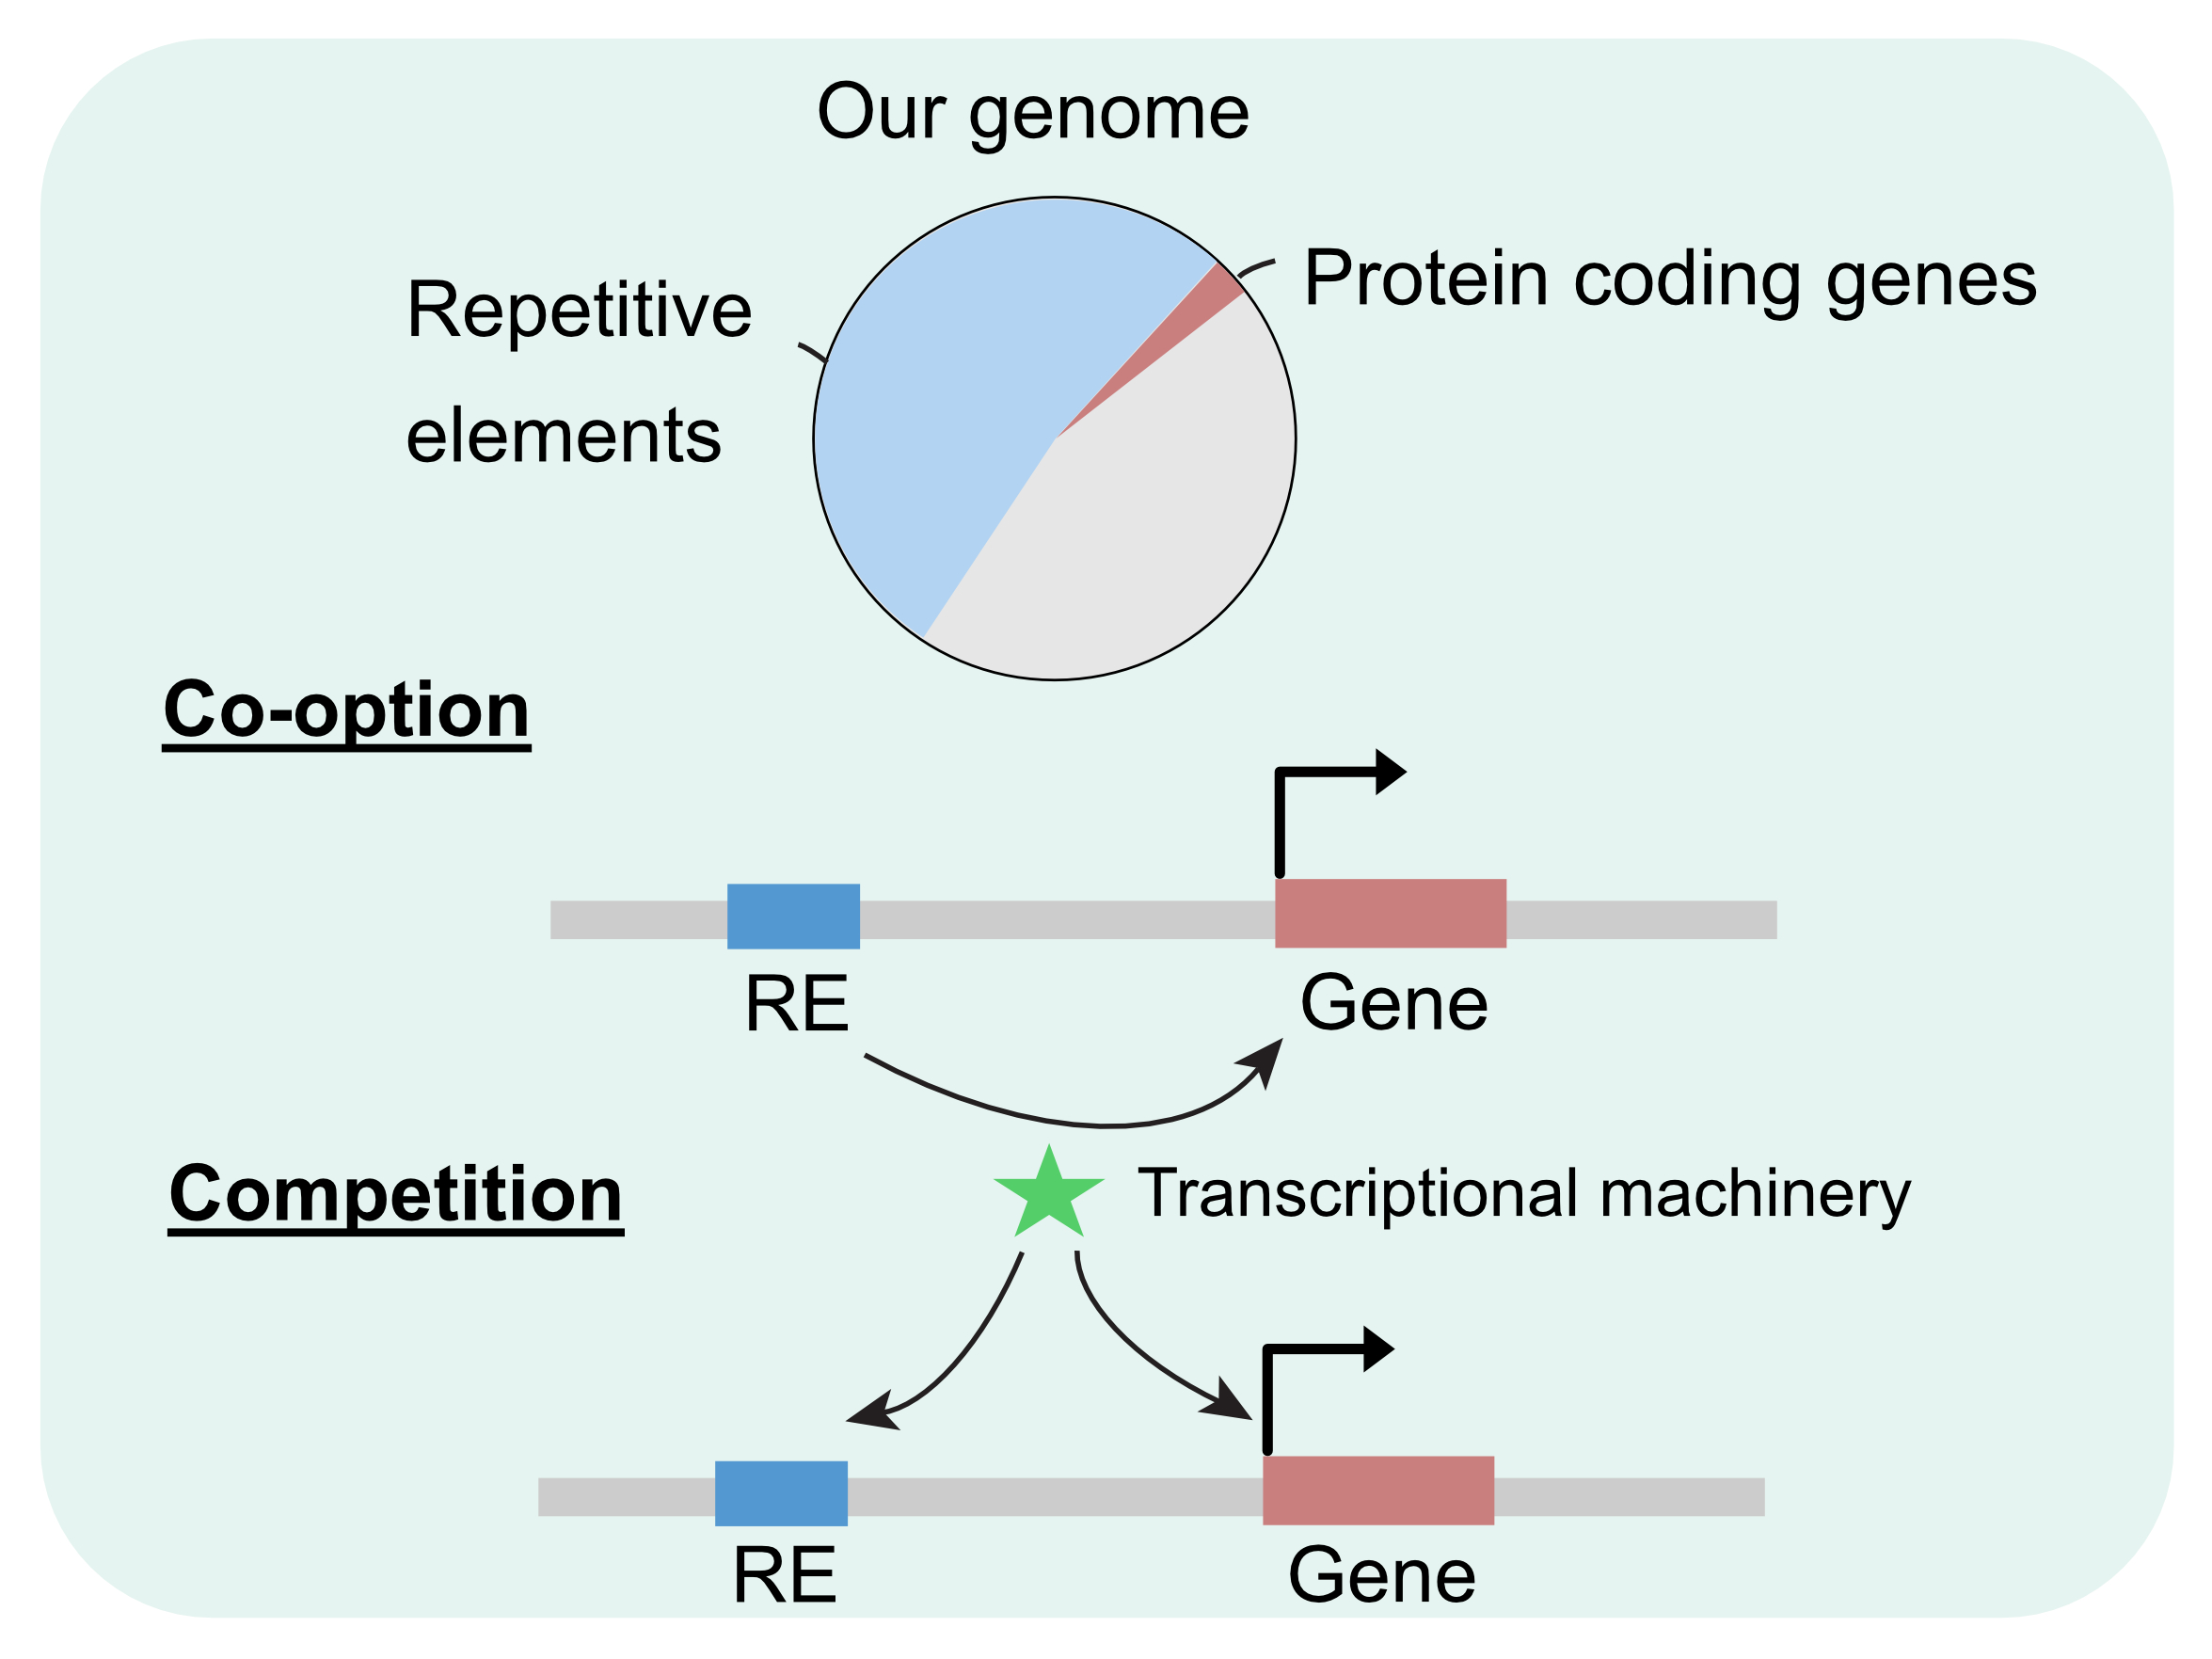 Our genome
Protein coding genes
Repetitive
elements
Co-option
RE
Gene
Competition
Transcriptional machinery
RE
Gene